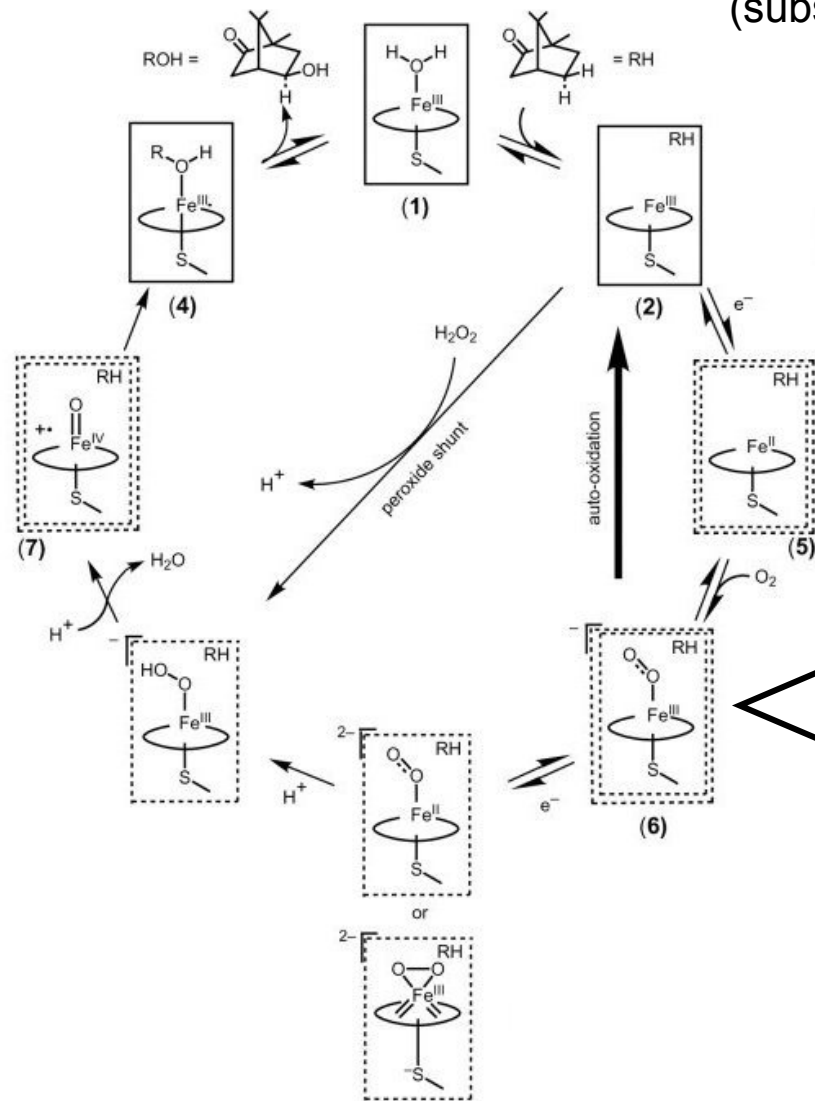 (subs
ROH =
O
OH
H
H
O
H
Fe^III
S
(1)
O
H
H
= RH
R
O
H
Fe^III•
S
(4)
RH
Fe^III
S
(2)
e⁻
H₂O₂
H⁺
peroxide shunt
auto-oxidation
RH
O
+•
Fe^IV
S
(7)
RH
Fe^II
S
(5)
H₂O
H⁺
O₂
–
RH
HO
O
Fe^III
S
–
RH
O
O
Fe^III
S
(6)
2–
RH
O
O
Fe^II
S
H⁺
e⁻
or
2–
RH
O
O
Fe^III
⁻S